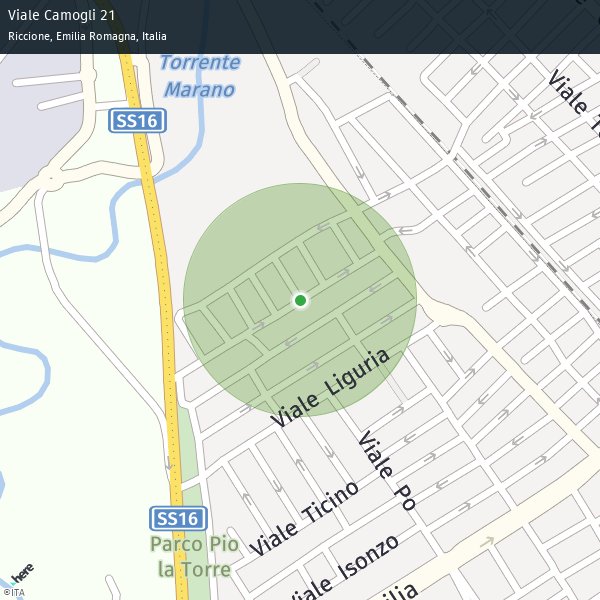 Viale Camogli 21
Riccione, Emilia Romagna, Italia
Torrente
Marano
SS16
Viale Liguria
Viale Po
SS16
Viale Ticino
Parco Pio
la Torre
Viale Isonzo
here
©ITA